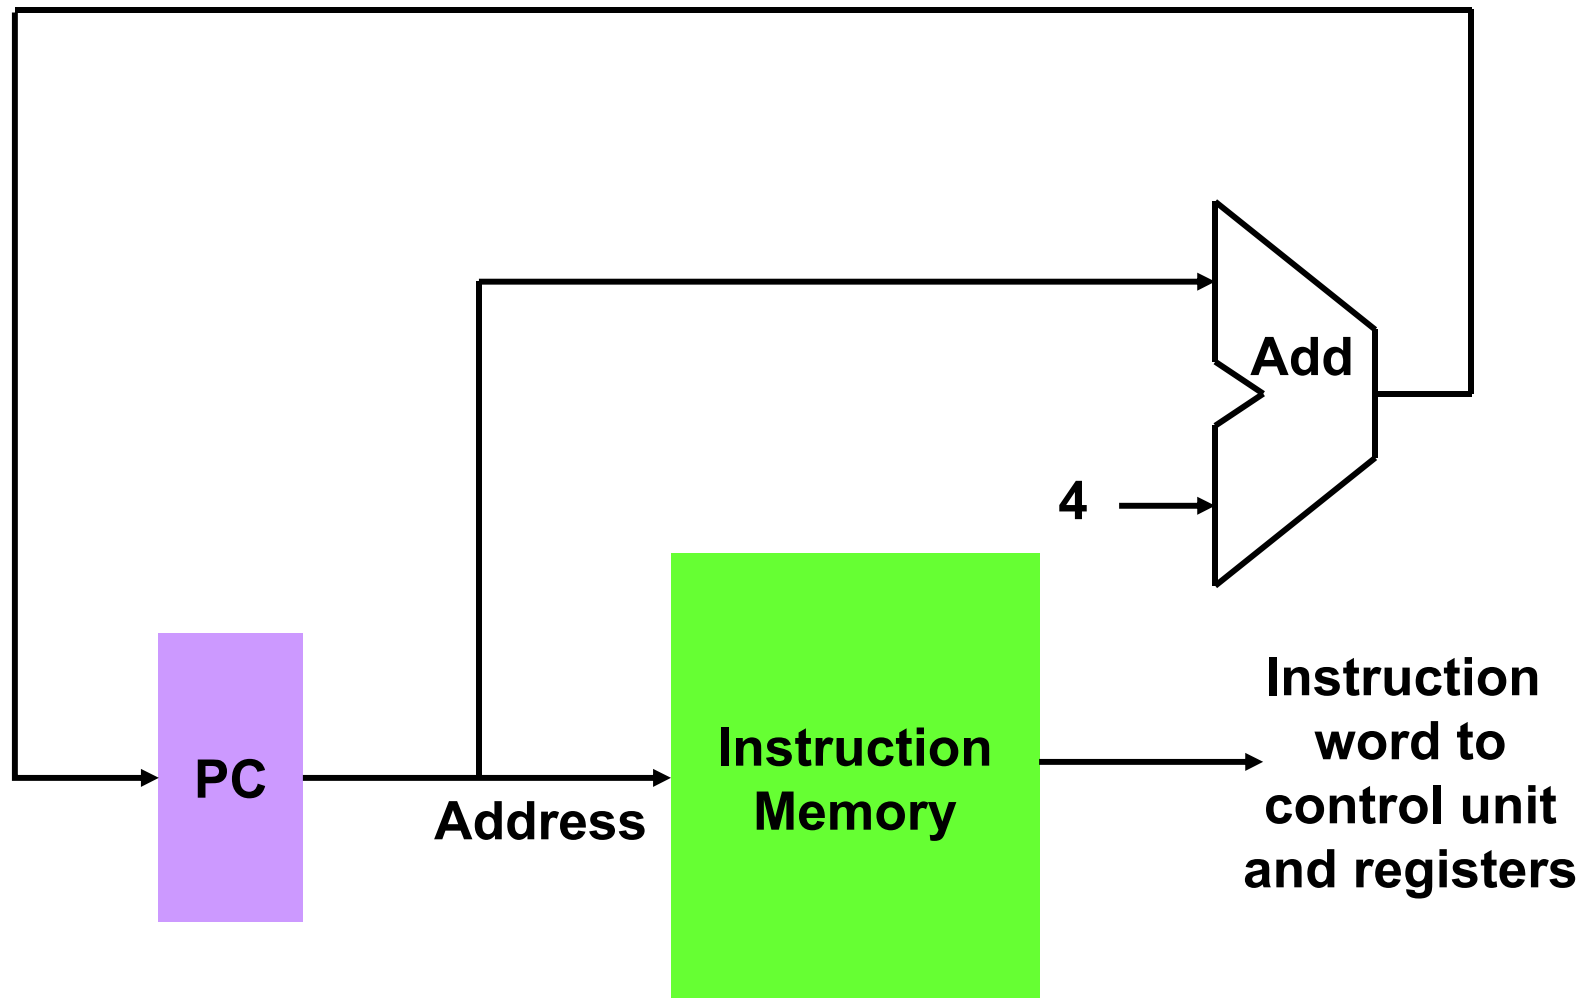 Add
4
PC
Address
Instruction
Memory
Instruction
word to
control unit
and registers